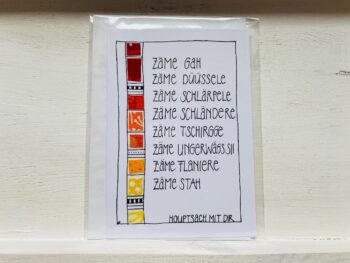 ZÄME GAH
ZÄME DÜÜSSELE
ZÄME SCHLÄRPELE
ZÄME SCHLÄNDERE
ZÄME TSCHIRGGE
ZÄME UNGERWÄGS SII
ZÄME FLANIERE
ZÄME STAH
HOUPTSACH MIT DIR